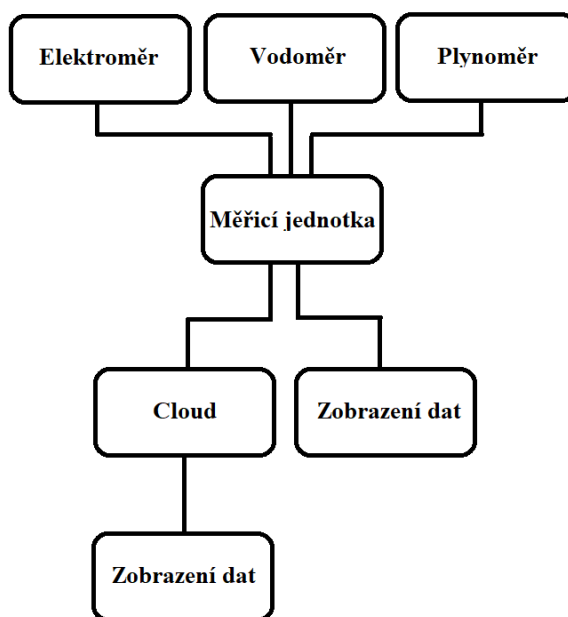 Elektroměr
Vodoměr
Plynoměr
Měřicí jednotka
Cloud
Zobrazení dat
Zobrazení dat